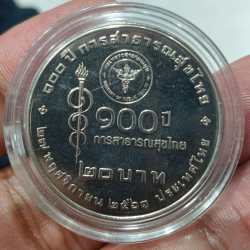 ๑๐๐ ปี การสาธารณสุขไทย
๑๐๐ ปี
การสาธารณสุขไทย
๒๐ บาท
๒๗ พฤศจิกายน ๒๕๖๑ ประเทศไทย